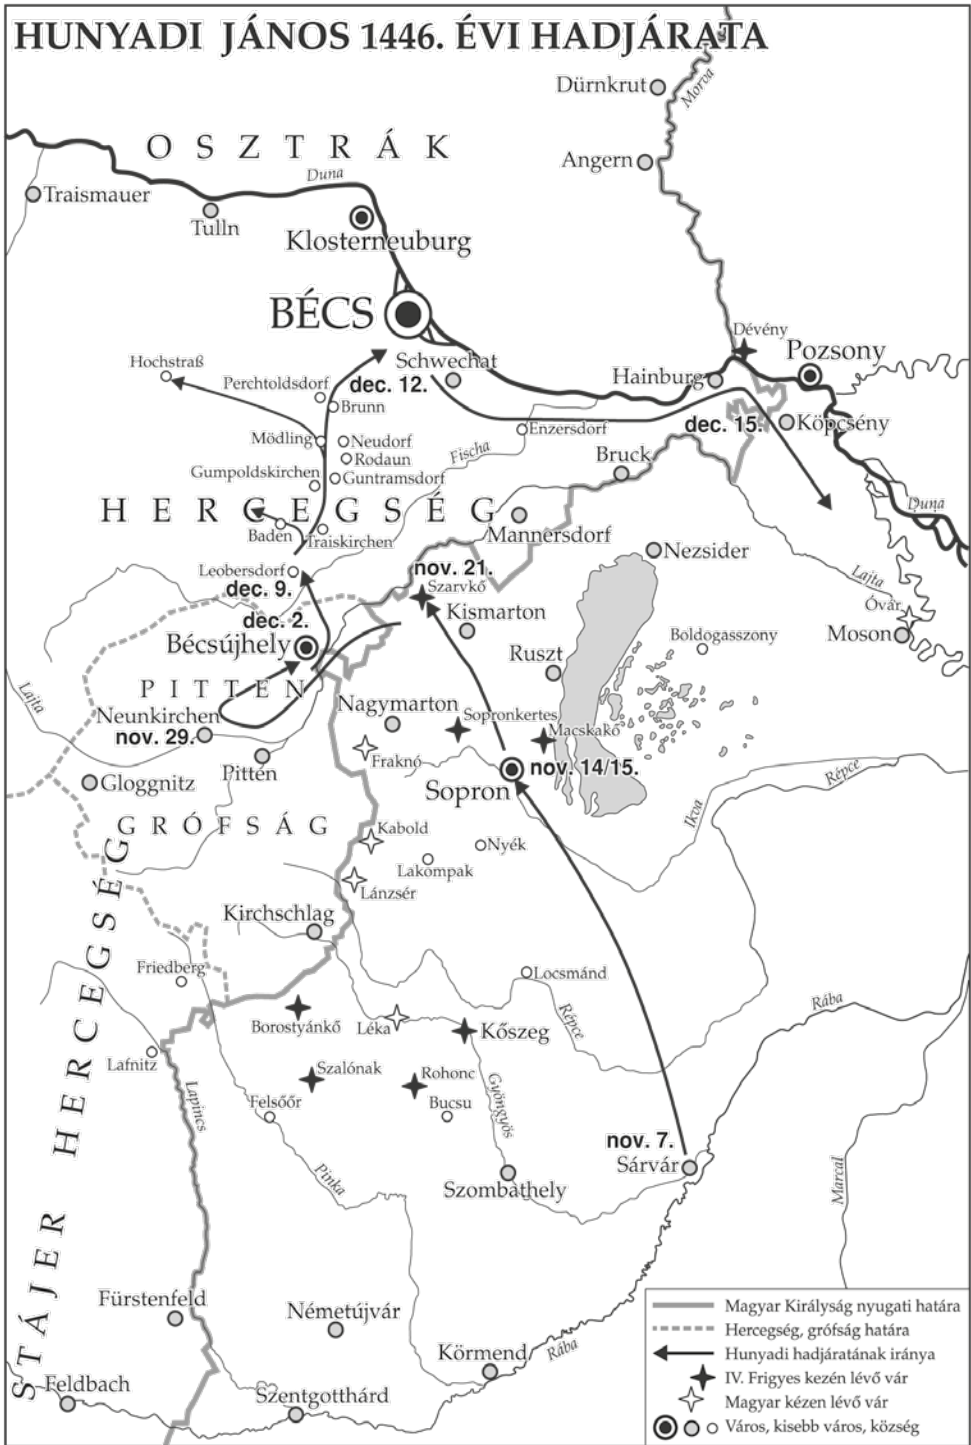 HUNYADI JÁNOS 1446. ÉVI HADJÁRATA
Dürnkrut
Morva
OSZTRÁK
Angern
Duna
Traismauer
Tulln
Klosterneuburg
BÉCS
Dévény
Hochstraß
Schwechat
Pozsony
Perchtoldsdorf
dec. 12.
Hainburg
Brunn
dec. 15.
Köpcsény
Mödling
Neudorf
Enzersdorf
Rodaun
Fischa
Bruck
Gumpoldskirchen
Guntramsdorf
HERCEGSÉG
Duna
Baden
Traiskirchen
Mannersdorf
Nezsider
Leobersdorf
nov. 21.
dec. 9.
Szarvkő
Lajta
dec. 2.
Kismarton
Óvár
Bécsújhely
Boldogasszony
Moson
Ruszt
PITTEN
Lajta
Nagymarton
Neunkirchen
Sopronkertes
nov. 29.
Macskakő
Fraknó
Pitten
nov. 14/15.
Gloggnitz
Sopron
Répce
Ikva
GRÓFSÁG
Kabold
Nyék
Lakompak
Lánzsér
Kirchschlag
Friedberg
Locsmánd
Rába
Borostyánkő
Léka
Kőszeg
Répce
Lafnitz
Szalónak
Rohonc
Lapincs
Felsőőr
Bucsu
Gyöngyös
nov. 7.
Sárvár
Pinka
Szombathely
Marcal
STÁJER HERCEGSÉG
Fürstenfeld
Németújvár
Körmend
Rába
Feldbach
Szentgotthárd
Magyar Királyság nyugati határa
Hercegség, grófság határa
Hunyadi hadjáratának iránya
IV. Frigyes kezén lévő vár
Magyar kézen lévő vár
Város, kisebb város, község